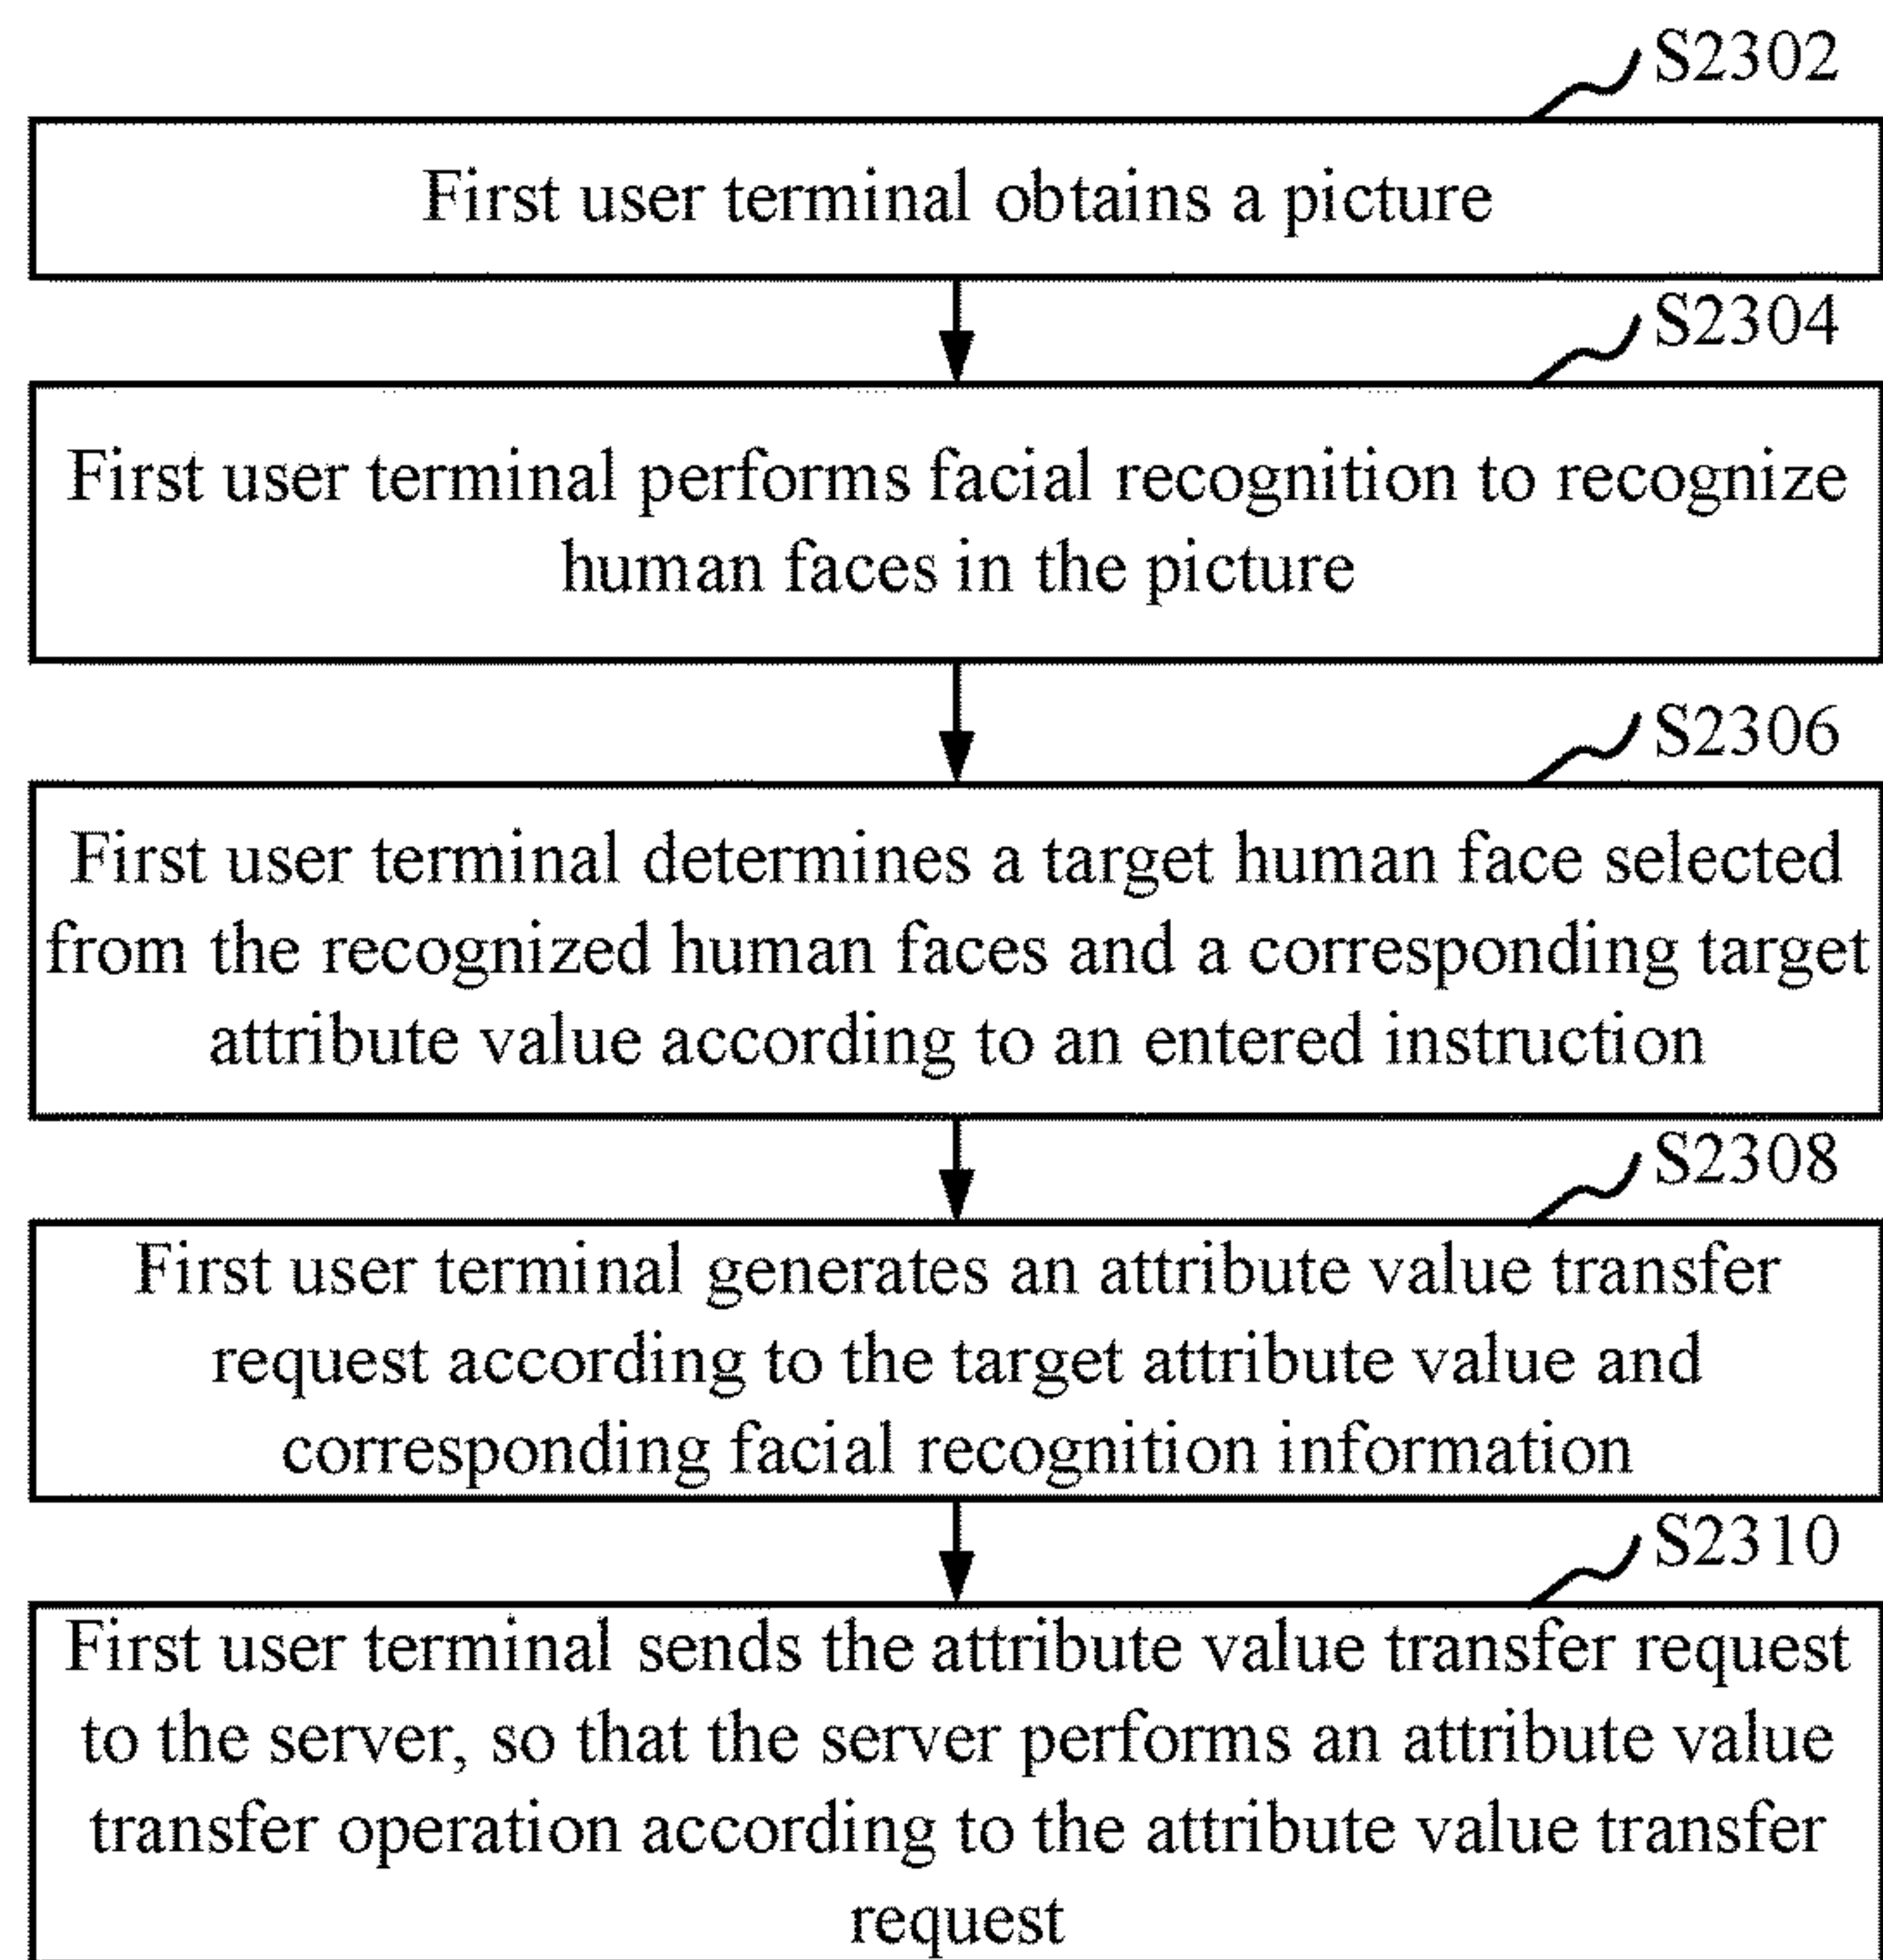 S2302
First user terminal obtains a picture
S2304
First user terminal performs facial recognition to recognize
human faces in the picture
S2306
First user terminal determines a target human face selected
from the recognized human faces and a corresponding target
attribute value according to an entered instruction
S2308
First user terminal generates an attribute value transfer
request according to the target attribute value and
corresponding facial recognition information
S2310
First user terminal sends the attribute value transfer request
to the server, so that the server performs an attribute value
transfer operation according to the attribute value transfer
request